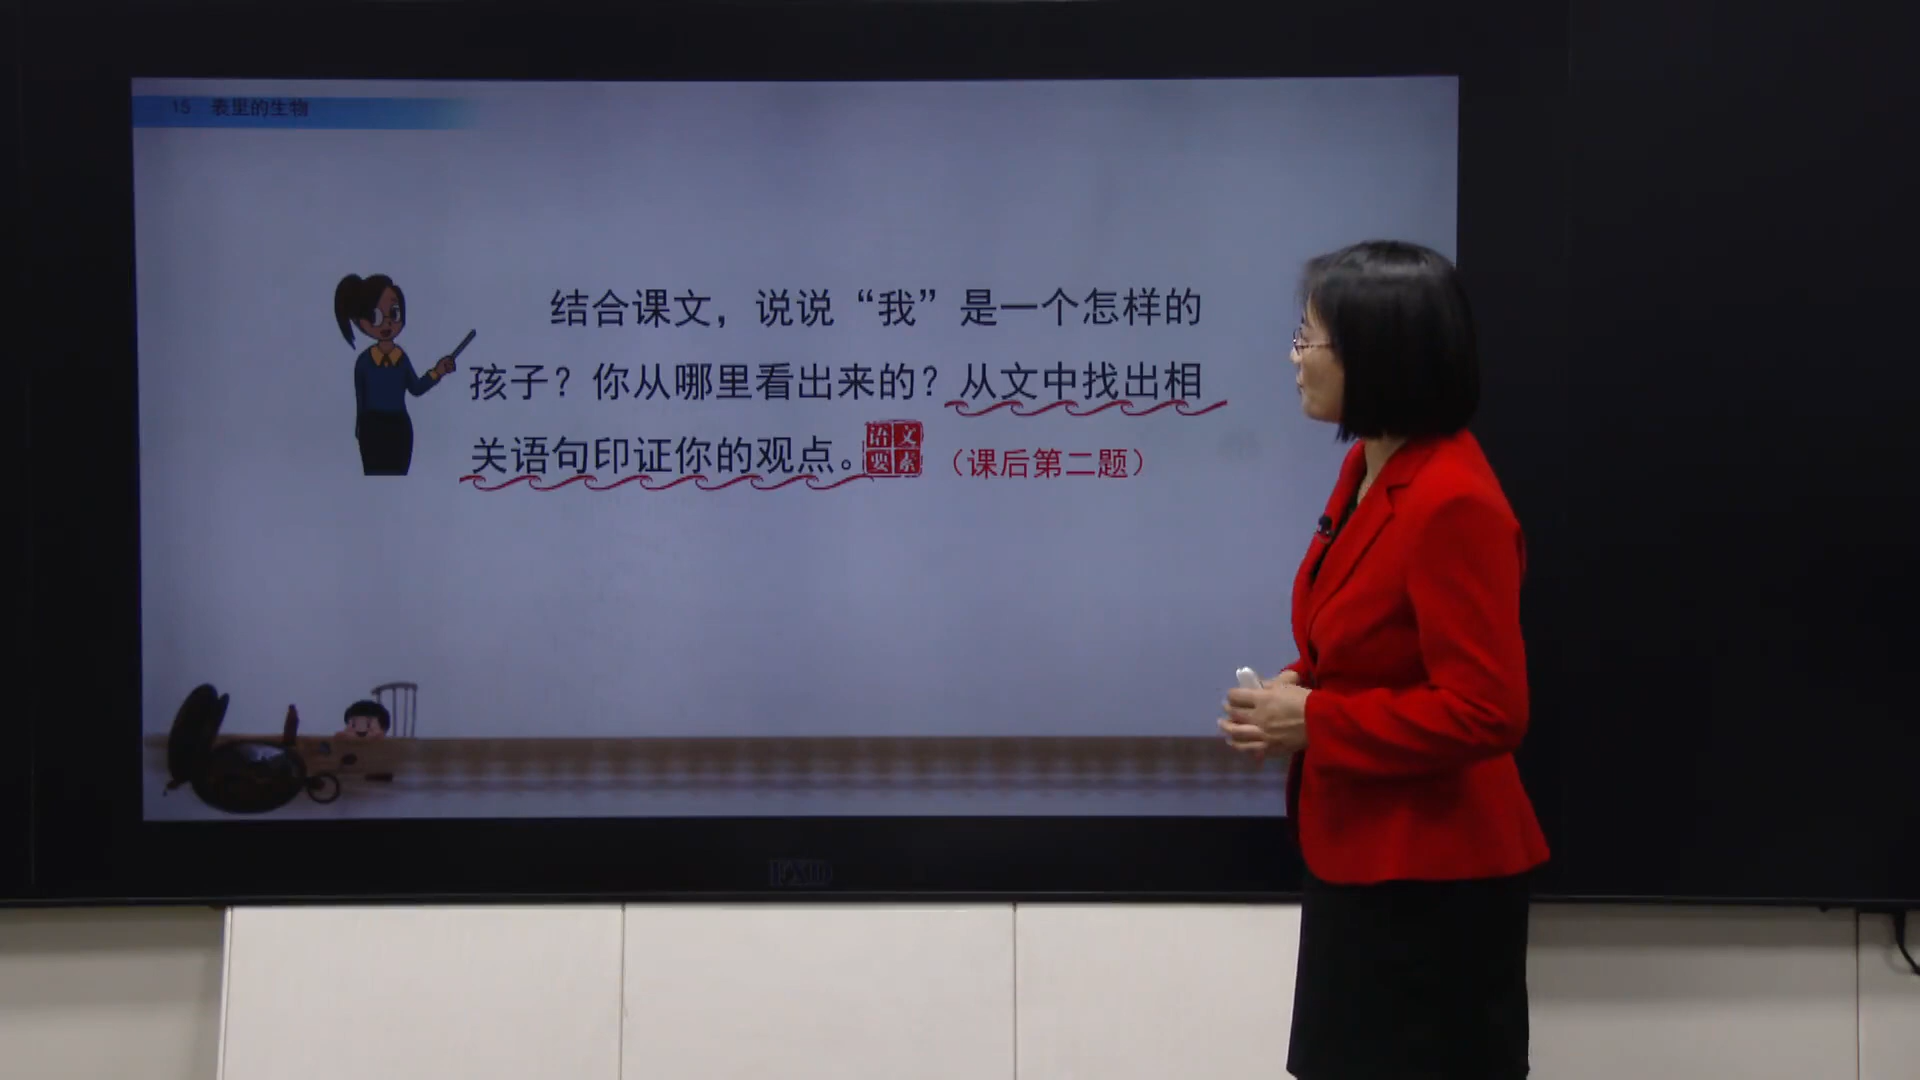 15 表里的生物
结合课文，说说“我”是一个怎样的
孩子？你从哪里看出来的？从文中找出相
关语句印证你的观点。语文要素（课后第二题）